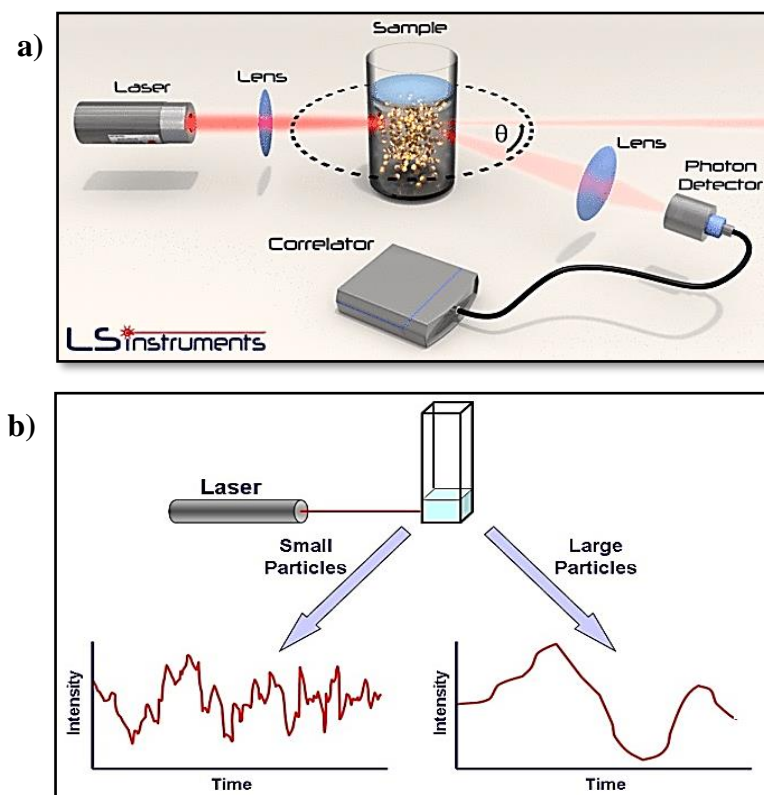 a)
Sample
Laser
Lens
θ
Lens
Photon
Detector
Correlator
LSinstruments
b)
Laser
Small
Particles
Large
Particles
Intensity
Time
Intensity
Time